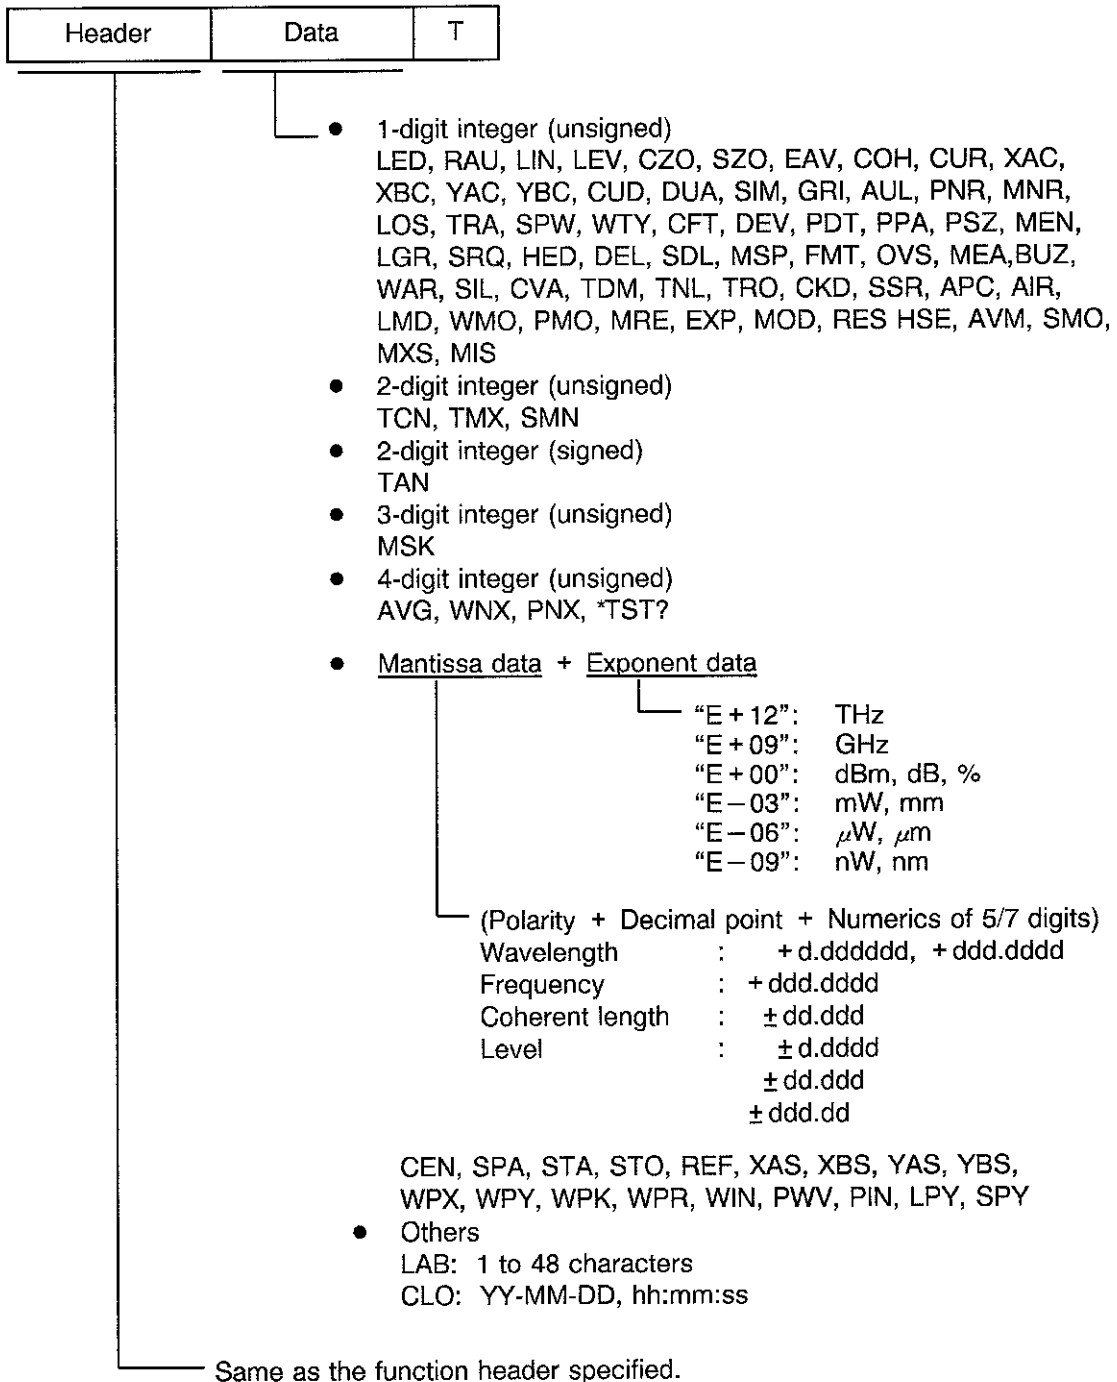 Header Data T
• 1-digit integer (unsigned)
LED, RAU, LIN, LEV, CZO, SZO, EAV, COH, CUR, XAC,
XBC, YAC, YBC, CUD, DUA, SIM, GRI, AUL, PNR, MNR,
LOS, TRA, SPW, WTY, CFT, DEV, PDT, PPA, PSZ, MEN,
LGR, SRQ, HED, DEL, SDL, MSP, FMT, OVS, MEA,BUZ,
WAR, SIL, CVA, TDM, TNL, TRO, CKD, SSR, APC, AIR,
LMD, WMO, PMO, MRE, EXP, MOD, RES HSE, AVM, SMO,
MXS, MIS
• 2-digit integer (unsigned)
TCN, TMX, SMN
• 2-digit integer (signed)
TAN
• 3-digit integer (unsigned)
MSK
• 4-digit integer (unsigned)
AVG, WNX, PNX, *TST?
• Mantissa data + Exponent data
“E+12”: THz
“E+09”: GHz
“E+00”: dBm, dB, %
“E−03”: mW, mm
“E−06”: μW, μm
“E−09”: nW, nm
(Polarity + Decimal point + Numerics of 5/7 digits)
Wavelength : +d.dddddd, +ddd.dddd
Frequency : +ddd.dddd
Coherent length : ±dd.ddd
Level : ±d.dddd
±dd.ddd
±ddd.dd
CEN, SPA, STA, STO, REF, XAS, XBS, YAS, YBS,
WPX, WPY, WPK, WPR, WIN, PWV, PIN, LPY, SPY
• Others
LAB: 1 to 48 characters
CLO: YY-MM-DD, hh:mm:ss
Same as the function header specified.